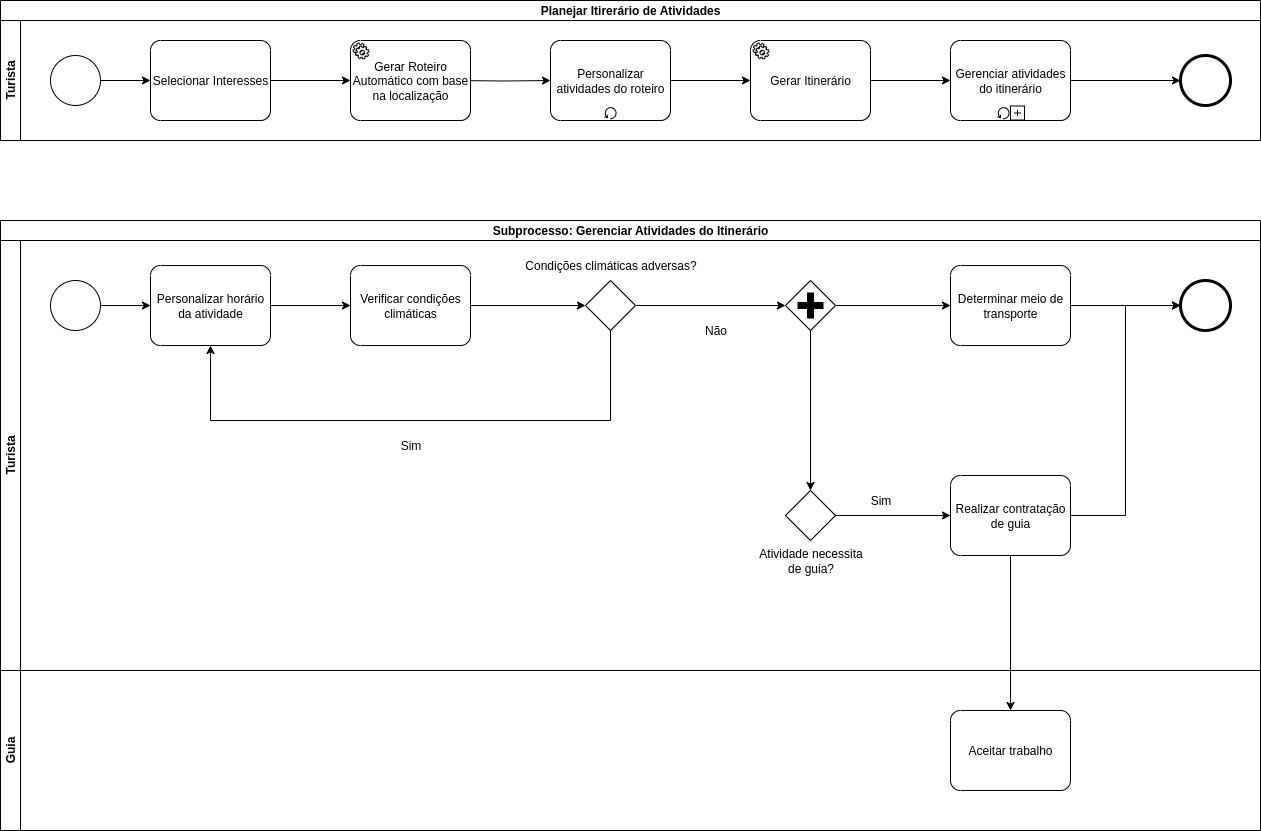 Planejar Itirerário de Atividades
Turista
Selecionar Interesses
Gerar Roteiro
Automático com base
na localização
Personalizar
atividades do roteiro
Gerar Itinerário
Gerenciar atividades
do itinerário
Subprocesso: Gerenciar Atividades do Itinerário
Turista
Personalizar horário
da atividade
Verificar condições
climáticas
Condições climáticas adversas?
Não
Sim
Determinar meio de
transporte
Atividade necessita
de guia?
Sim
Realizar contratação
de guia
Guia
Aceitar trabalho